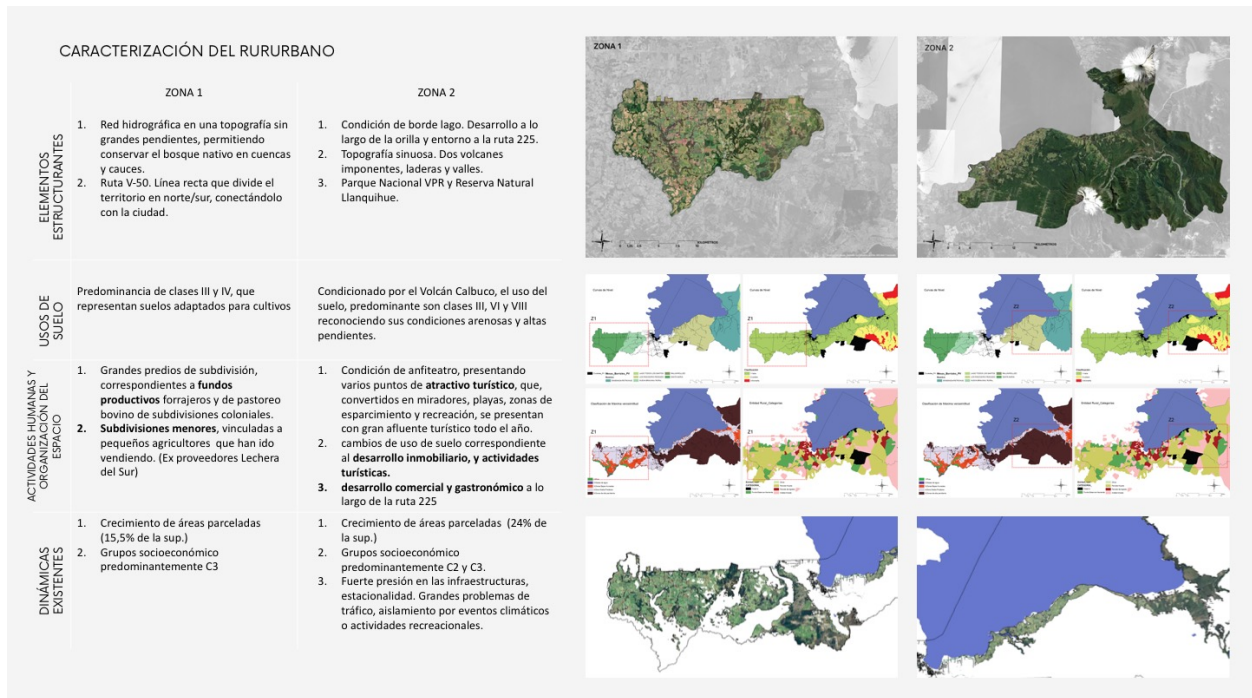 CARACTERIZACIÓN DEL RURURBANO
ZONA 1
ZONA 2
ELEMENTOS
ESTRUCTURANTES
1. Red hidrográfica en una topografía sin
grandes pendientes, permitiendo
conservar el bosque nativo en cuencas
y cauces.
2. Ruta V-50. Línea recta que divide el
territorio en norte/sur, conectándolo
con la ciudad.
1. Condición de borde lago. Desarrollo a lo
largo de la orilla y entorno a la ruta 225.
2. Topografía sinuosa. Dos volcanes
imponentes, laderas y valles.
3. Parque Nacional VPR y Reserva Natural
Llanquihue.
USOS DE
SUELO
Predominancia de clases III y IV, que
representan suelos adaptados para cultivos
Condicionado por el Volcán Calbuco, el uso del
suelo, predominante son clases III, VI y VIII
reconociendo sus condiciones arenosas y altas
pendientes.
ACTIVIDADES HUMANAS Y
ORGANIZACIÓN DEL
ESPACIO
1. Grandes predios de subdivisión,
correspondientes a fundos
productivos forrajeros y de pastoreo
bovino de subdivisiones coloniales.
2. Subdivisiones menores, vinculadas a
pequeños agricultores que han ido
vendiendo. (Ex proveedores Lechera
del Sur)
1. Condición de anfiteatro, presentando
varios puntos de atractivo turístico, que,
convertidos en miradores, playas, zonas de
esparcimiento y recreación, se presentan
con gran afluente turístico todo el año.
2. cambios de uso de suelo correspondiente
al desarrollo inmobiliario, y actividades
turísticas.
3. desarrollo comercial y gastronómico a lo
largo de la ruta 225
DINÁMICAS
EXISTENTES
1. Crecimiento de áreas parceladas
(15,5% de la sup.)
2. Grupos socioeconómico
predominantemente C3
1. Crecimiento de áreas parceladas (24% de
la sup.)
2. Grupos socioeconómico
predominantemente C2 y C3.
3. Fuerte presión en las infraestructuras,
estacionalidad. Grandes problemas de
tráfico, aislamiento por eventos climáticos
o actividades recreacionales.
ZONA 1
ZONA 2
Z1
Z1
Z2
Z2
Z1
Z1
Z2
Z2